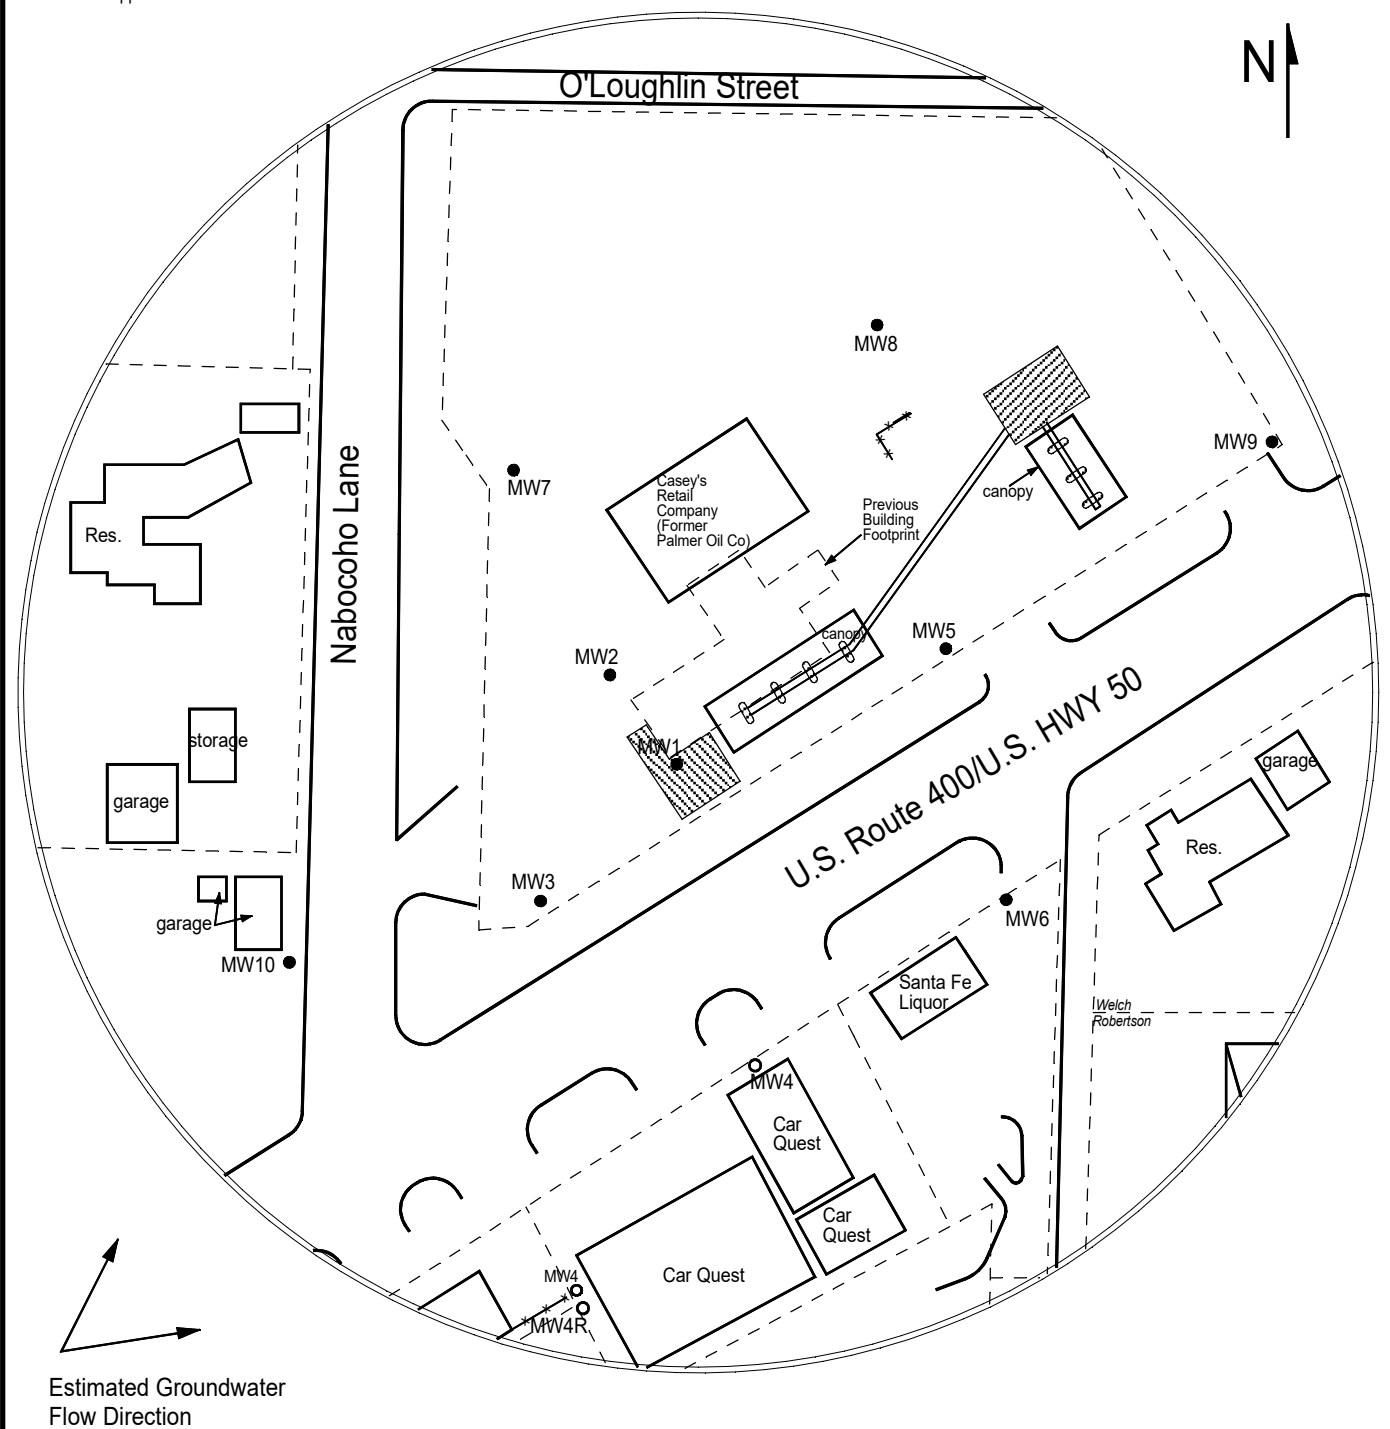 O'Loughlin Street
N
MW8
MW9
MW7
Casey's
Retail
Company
(Former
Palmer Oil Co)
canopy
Previous
Building
Footprint
Res.
Nabocoho Lane
MW2
canopy
MW5
storage
garage
MW1
U.S. Route 400/U.S. HWY 50
garage
Res.
MW3
garage
MW10
MW6
Santa Fe
Liquor
Welch
Robertson
MW4
Car
Quest
Car
Quest
Car Quest
MW4
MW4R
Estimated Groundwater
Flow Direction